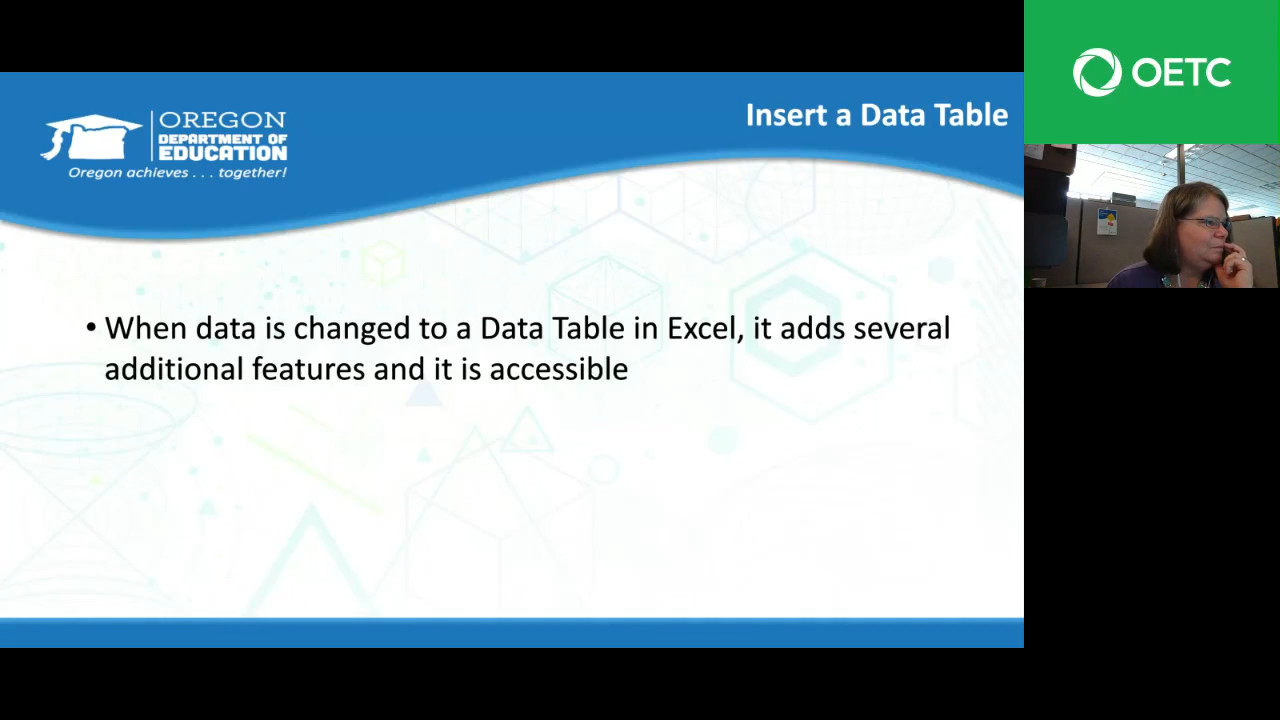 OREGON
DEPARTMENT OF
EDUCATION
Oregon achieves . . . together!
Insert a Data Table
• When data is changed to a Data Table in Excel, it adds several
additional features and it is accessible
OETC